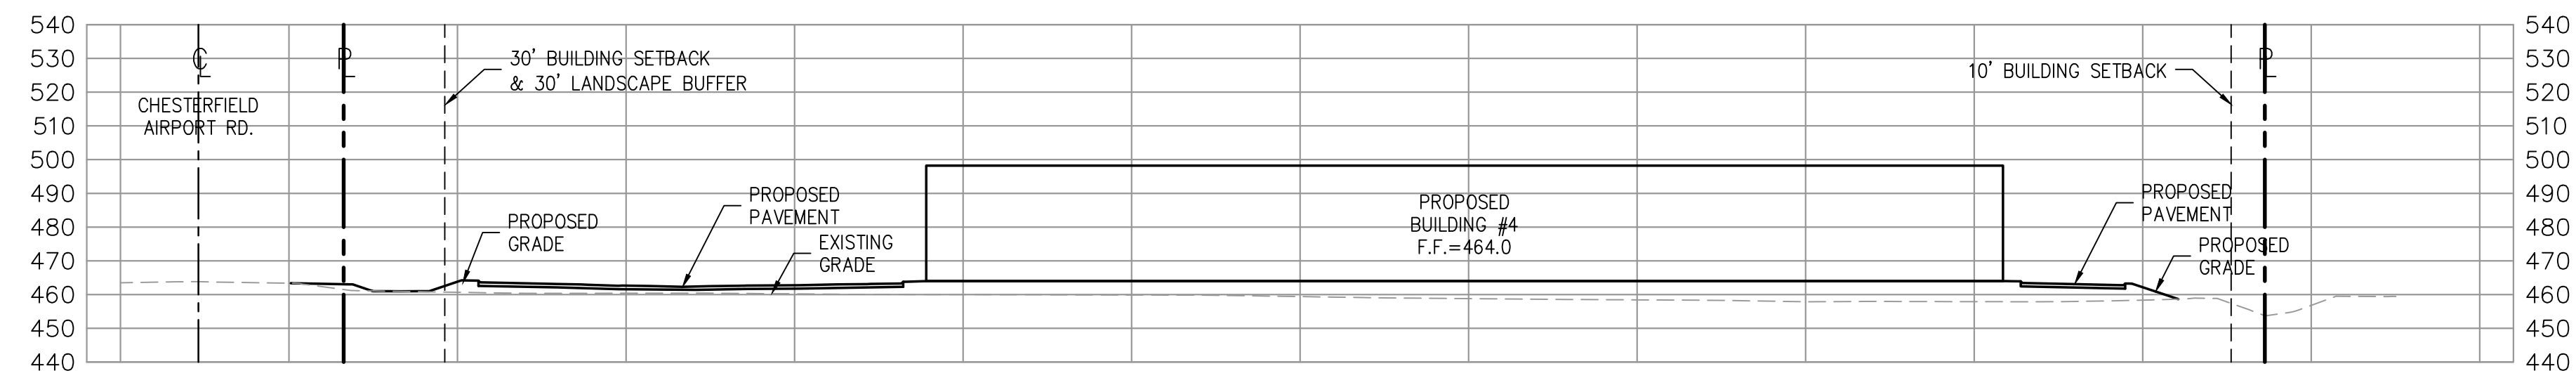 540
530
520
510
500
490
480
470
460
450
440
℄
CHESTERFIELD
AIRPORT RD.
PL
30' BUILDING SETBACK
& 30' LANDSCAPE BUFFER
PROPOSED
GRADE
PROPOSED
PAVEMENT
EXISTING
GRADE
PROPOSED
BUILDING #4
F.F.=464.0
10' BUILDING SETBACK
PL
PROPOSED
PAVEMENT
PROPOSED
GRADE
540
530
520
510
500
490
480
470
460
450
440